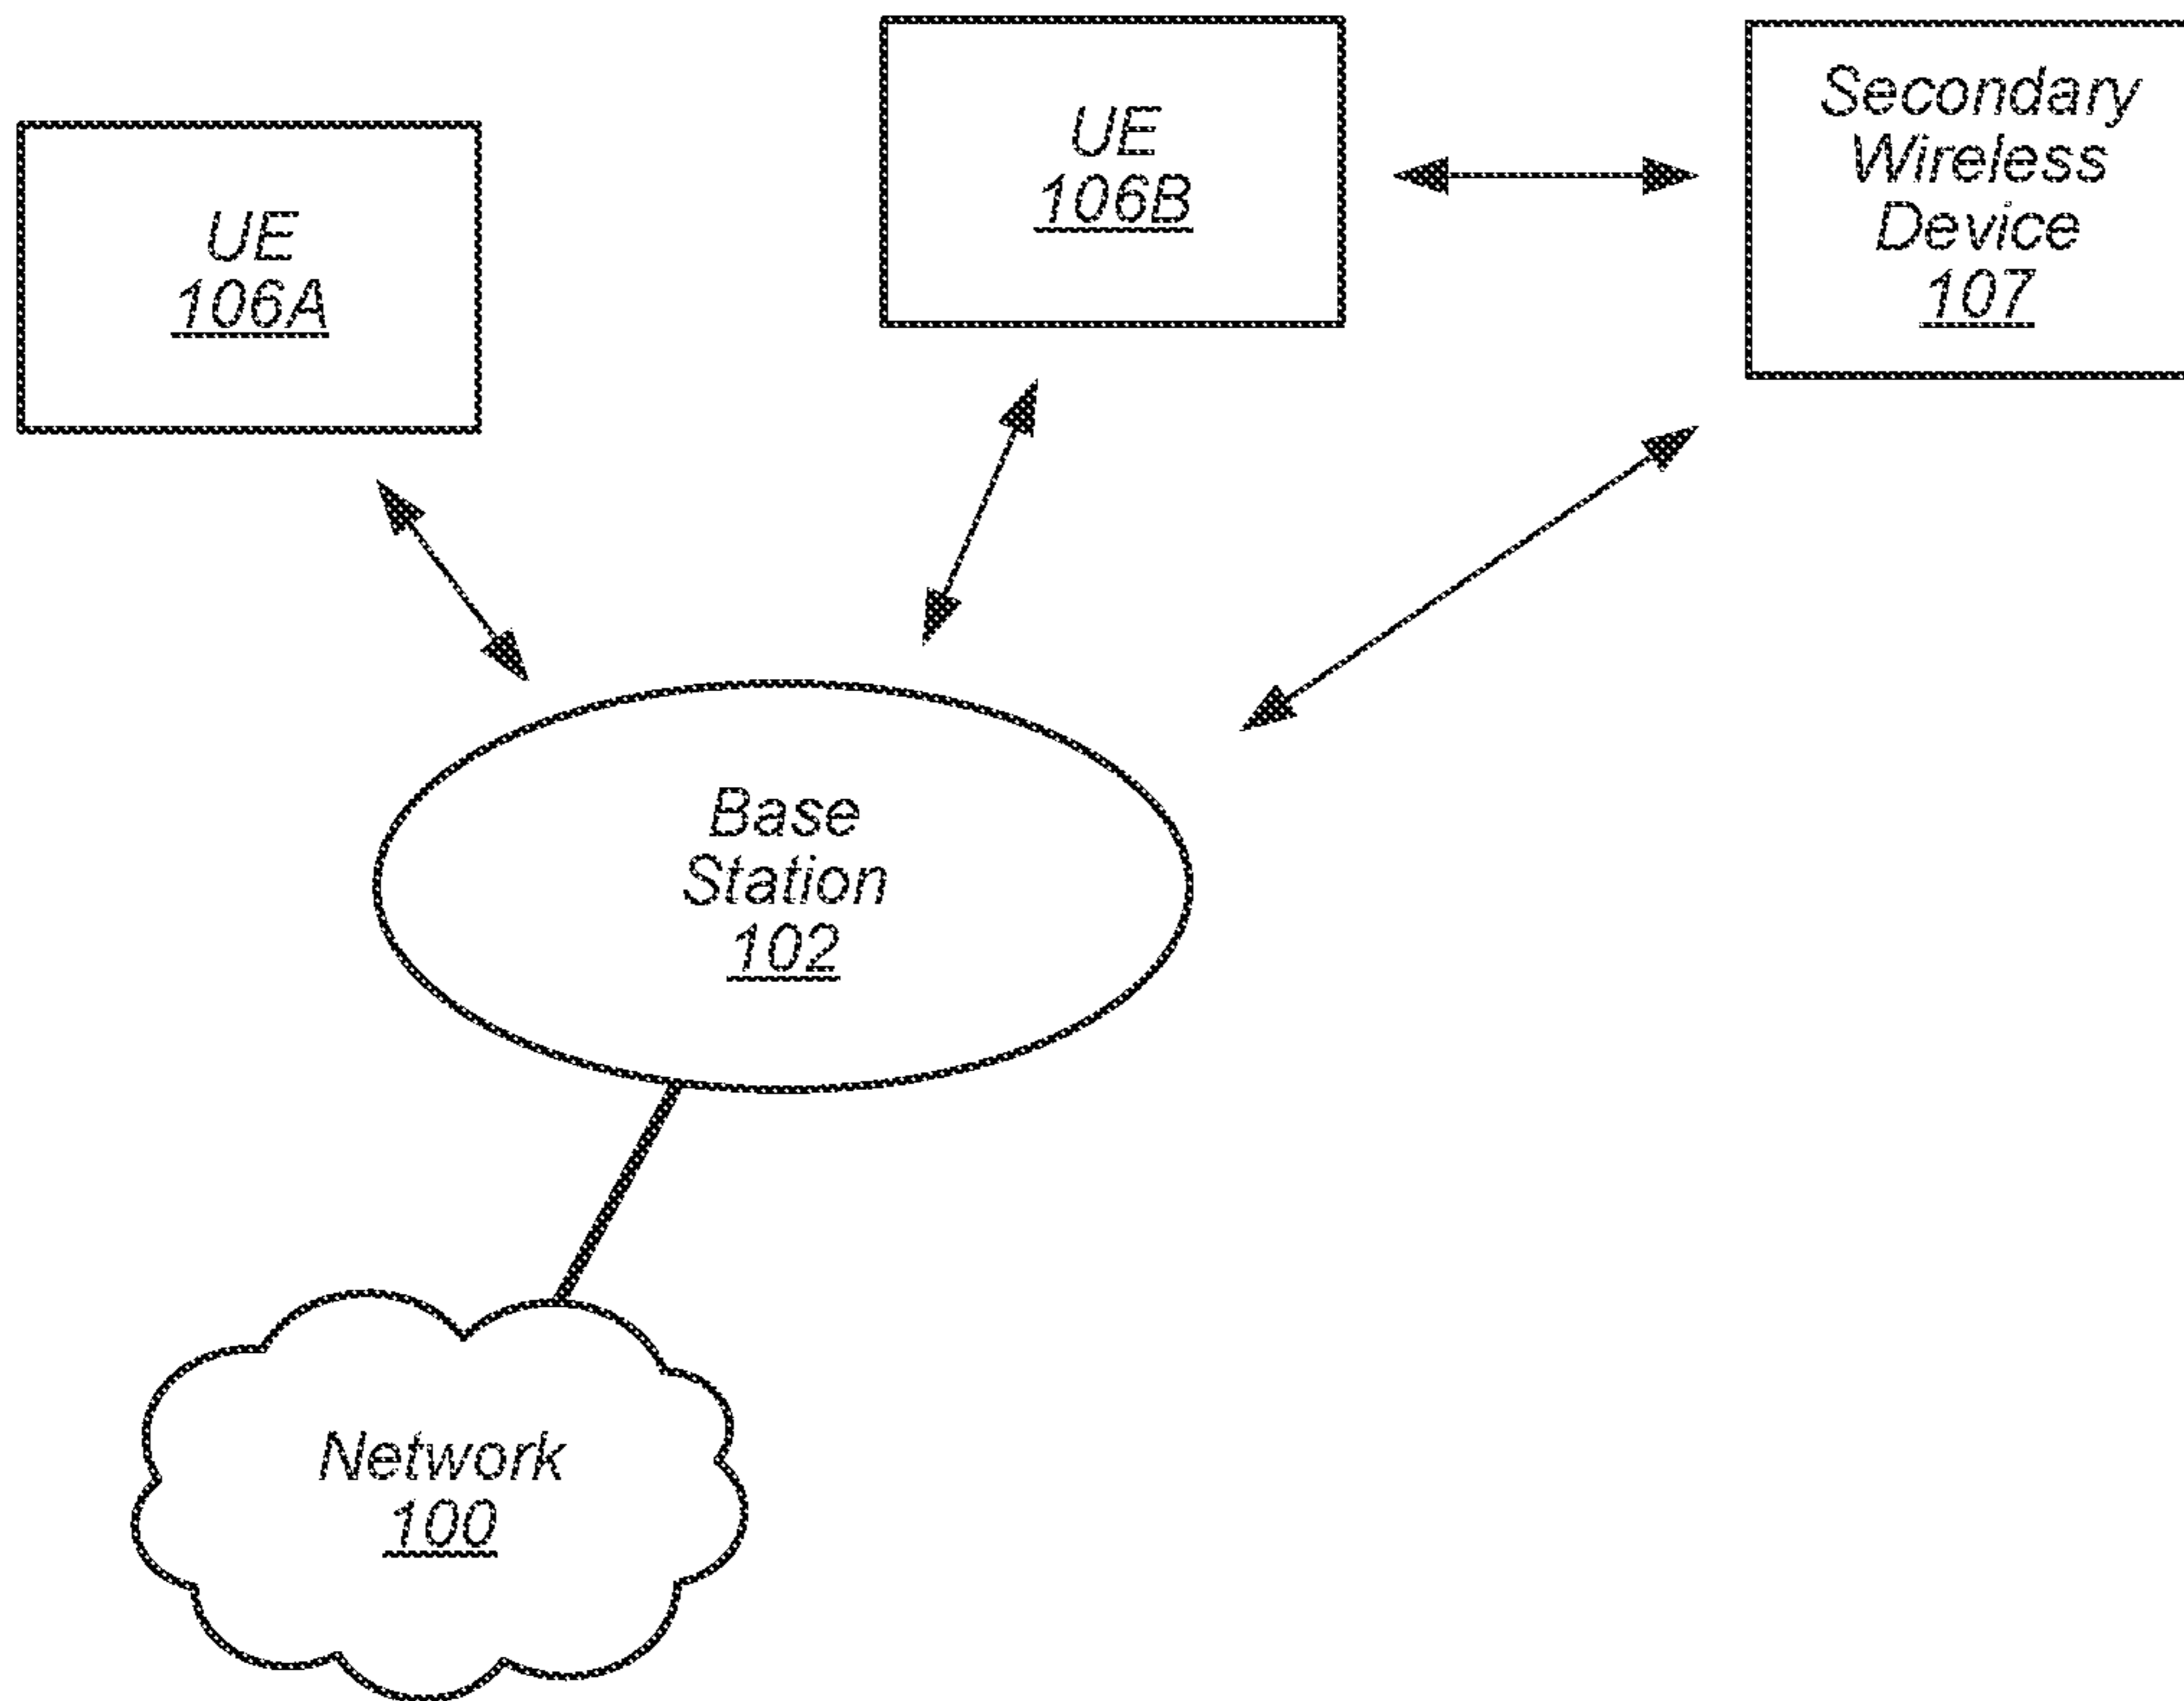 UE
106A
UE
106B
Secondary
Wireless
Device
107
Base
Station
102
Network
100